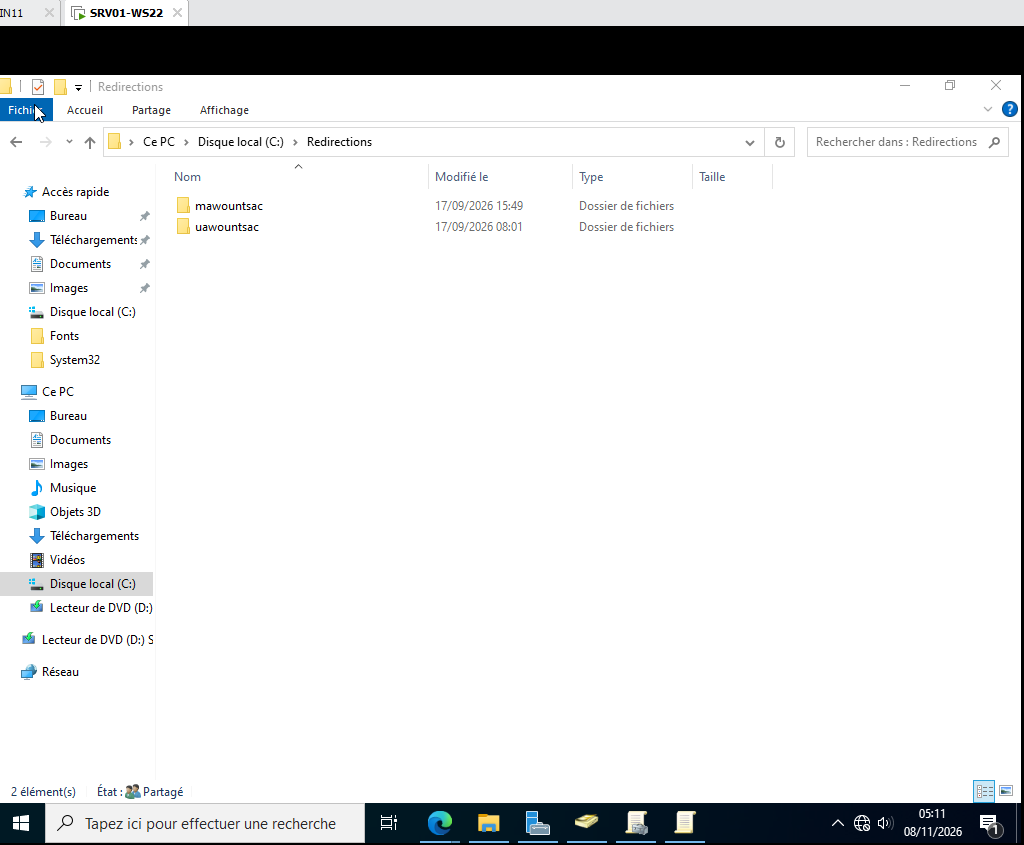 IN11
SRV01-WS22
Redirections
Fichier
Accueil
Partage
Affichage
Ce PC
Disque local (C:)
Redirections
Rechercher dans : Redirections
Nom
Modifié le
Type
Taille
mawountsac
17/09/2026 15:49
Dossier de fichiers
uawountsac
17/09/2026 08:01
Dossier de fichiers
Accès rapide
Bureau
Téléchargements
Documents
Images
Disque local (C:)
Fonts
System32
Ce PC
Bureau
Documents
Images
Musique
Objets 3D
Téléchargements
Vidéos
Disque local (C:)
Lecteur de DVD (D:)
Lecteur de DVD (D:) S
Réseau
2 élément(s)
État : Partagé
Tapez ici pour effectuer une recherche
05:11
08/11/2026
1